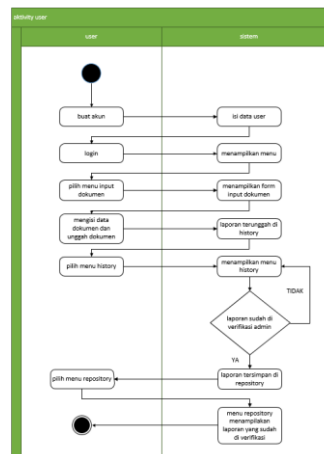 aktivity user
user
sistem
buat akun
isi data user
login
menampilkan menu
pilih menu input
dokumen
menampilkan form
input dokumen
mengisi data
dokumen dan
unggah dokumen
laporan terunggah di
history
pilih menu history
menampilkan menu
history
TIDAK
laporan sudah di
verifikasi admin
YA
laporan tersimpan di
repository
pilih menu repository
menu repository
menampilakan
laporan yang sudah
di verifikasi